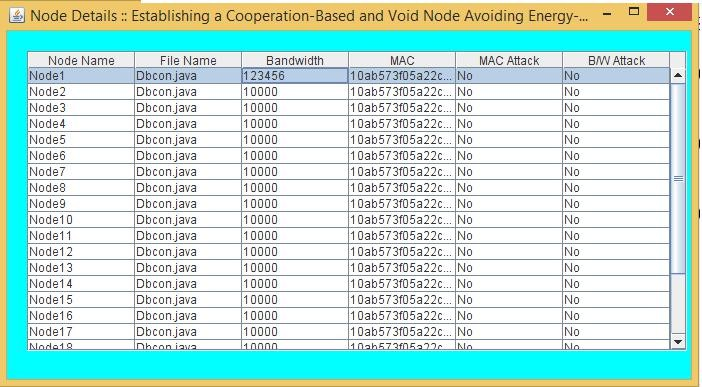 Node Details :: Establishing a Cooperation-Based and Void Node Avoiding Energy-...
Node Name File Name Bandwidth MAC MAC Attack B/W Attack
Node1 Dbcon.java 123456 10ab573f05a22c... No No
Node2 Dbcon.java 10000 10ab573f05a22c... No No
Node3 Dbcon.java 10000 10ab573f05a22c... No No
Node4 Dbcon.java 10000 10ab573f05a22c... No No
Node5 Dbcon.java 10000 10ab573f05a22c... No No
Node6 Dbcon.java 10000 10ab573f05a22c... No No
Node7 Dbcon.java 10000 10ab573f05a22c... No No
Node8 Dbcon.java 10000 10ab573f05a22c... No No
Node9 Dbcon.java 10000 10ab573f05a22c... No No
Node10 Dbcon.java 10000 10ab573f05a22c... No No
Node11 Dbcon.java 10000 10ab573f05a22c... No No
Node12 Dbcon.java 10000 10ab573f05a22c... No No
Node13 Dbcon.java 10000 10ab573f05a22c... No No
Node14 Dbcon.java 10000 10ab573f05a22c... No No
Node15 Dbcon.java 10000 10ab573f05a22c... No No
Node16 Dbcon.java 10000 10ab573f05a22c... No No
Node17 Dbcon.java 10000 10ab573f05a22c... No No
Node18 Dbcon.java 10000 10ab573f05a22c... No No